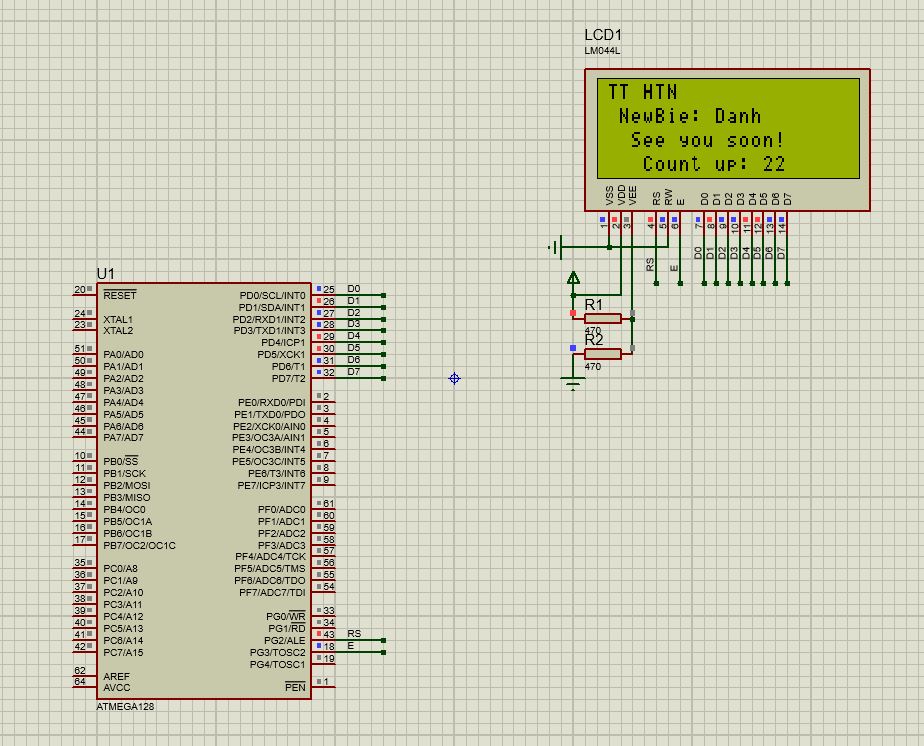 LCD1
LM044L
TT HTN
NewBie: Danh
See you soon!
Count up: 22
VSS VDD VEE RS RW E D0 D1 D2 D3 D4 D5 D6 D7
1 2 3 4 5 6 7 8 9 10 11 12 13 14
RS E D0 D1 D2 D3 D4 D5 D6 D7
R1
470
R2
470
U1
20 RESET PD0/SCL/INT0 25 D0
PD1/SDA/INT1 26 D1
24 XTAL1 PD2/RXD1/INT2 27 D2
23 XTAL2 PD3/TXD1/INT3 28 D3
PD4/ICP1 29 D4
51 PA0/AD0 PD5/XCK1 30 D5
50 PA1/AD1 PD6/T1 31 D6
49 PA2/AD2 PD7/T2 32 D7
48 PA3/AD3
47 PA4/AD4 PE0/RXD0/PDI 2
46 PA5/AD5 PE1/TXD0/PDO 3
45 PA6/AD6 PE2/XCK0/AIN0 4
44 PA7/AD7 PE3/OC3A/AIN1 5
PE4/OC3B/INT4 6
10 PB0/SS PE5/OC3C/INT5 7
11 PB1/SCK PE6/T3/INT6 8
12 PB2/MOSI PE7/ICP3/INT7 9
13 PB3/MISO
14 PB4/OC0 PF0/ADC0 61
15 PB5/OC1A PF1/ADC1 60
16 PB6/OC1B PF2/ADC2 59
17 PB7/OC2/OC1C PF3/ADC3 58
PF4/ADC4/TCK 57
35 PC0/A8 PF5/ADC5/TMS 56
36 PC1/A9 PF6/ADC6/TDO 55
37 PC2/A10 PF7/ADC7/TDI 54
38 PC3/A11
39 PC4/A12 PG0/WR 33
40 PC5/A13 PG1/RD 34
41 PC6/A14 PG2/ALE 43 RS
42 PC7/A15 PG3/TOSC2 18 E
PG4/TOSC1 19
62 AREF
64 AVCC PEN 1
ATMEGA128